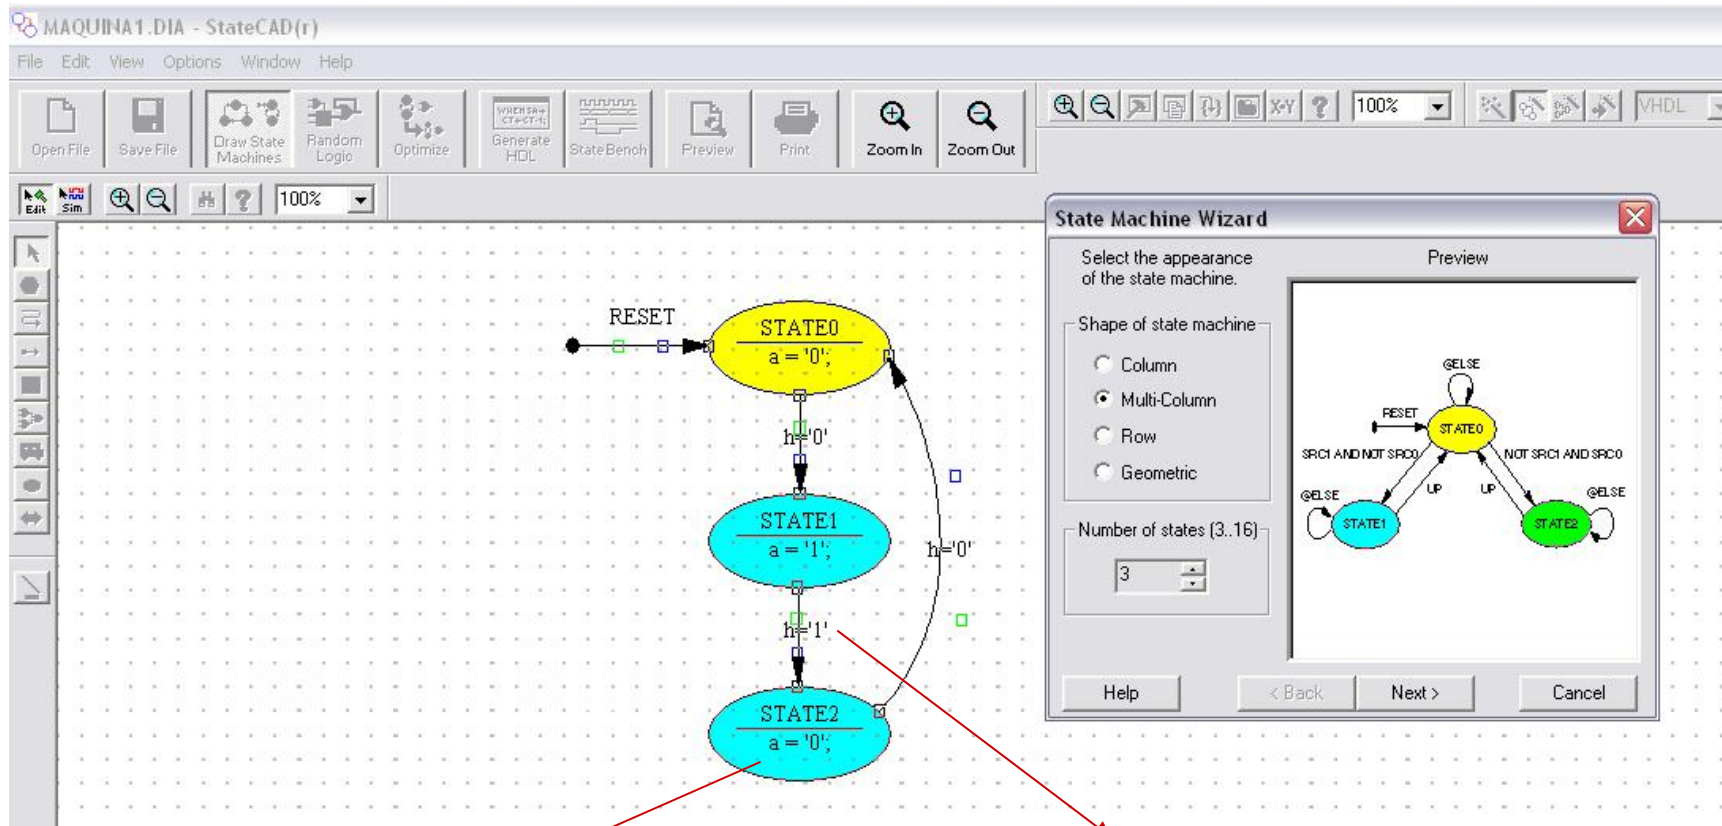 MAQUINA1.DIA - StateCAD(r)
File Edit View Options Window Help
Open File
Save File
Draw State
Machines
Random
Logic
Optimize
WHENSA+
CT+CT-1;
Generate
HDL
StateBench
Preview
Print
Zoom In
Zoom Out
X+Y
?
100%
VHDL
Edit
Sim
?
100%
RESET
STATE0
a = '0';
h='0'
STATE1
a = '1';
h='0'
h='1'
STATE2
a = '0';
State Machine Wizard
Select the appearance
of the state machine.
Preview
Shape of state machine
Column
Multi-Column
Row
Geometric
Number of states (3..16)
3
@ELSE
RESET
STATE0
SRC1 AND NOT SRC0
NOT SRC1 AND SRC0
@ELSE
UP
UP
@ELSE
STATE1
STATE2
Help
< Back
Next >
Cancel